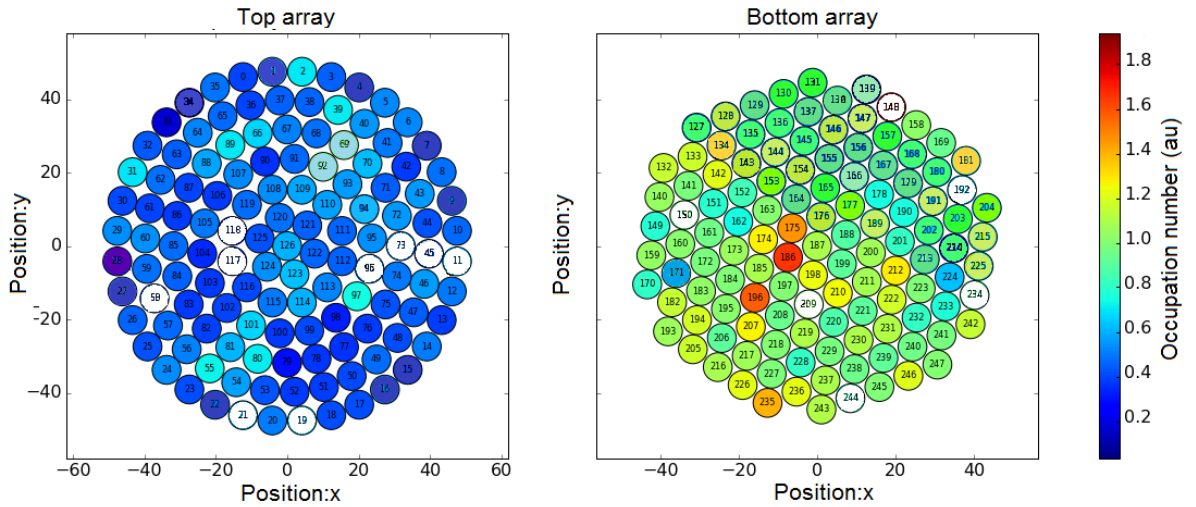 Top array
Bottom array
Position:y
40
20
0
−20
−40
1 2
35 0 3
4
34 36 37 38 5
65 39
33 64 66 67 68 40 6
32 63 89 69 41 7
88 90 91 92 70 42 8
31 62 107 93 71 43
30 87 106 108 109 94 9
61 86 119 110 72 44
29 105 118 120 121 111 95 73 10
60 85 125 126 112 96 45 11
28 104 117 124 123 122 74 46
59 84 103 116 113 97 12
27 58 83 115 114 75 47
26 57 82 101 98 76 13
25 56 81 100 99 77 48
24 55 80 79 78 49 14
23 54 53 52 51 50 15
22 21 20 19 18 17 16
−60
−40
−20
0
20
40
60
Position:x
Position:y
131
130 138 139
129 137 147 148
128 136 146 157 158
127 135 145 156 168 169
134 144 155 167 180 181
133 143 154 166 179 192
132 142 153 165 178 191 204
141 152 164 177 190 203
140 151 163 176 189 202 215
150 162 175 188 201 214
149 161 174 187 200 213 225
160 173 186 199 212 224
159 172 185 198 211 223 234
171 184 197 210 222 233
170 183 196 209 221 232 242
182 195 208 220 231 241
194 207 219 230 240
193 206 218 229 239 247
205 217 228 238 246
216 227 237 245
226 236 244
235 243
−40
−20
0
20
40
Position:x
1.8
1.6
1.4
1.2
1.0
0.8
0.6
0.4
0.2
Occupation number (au)